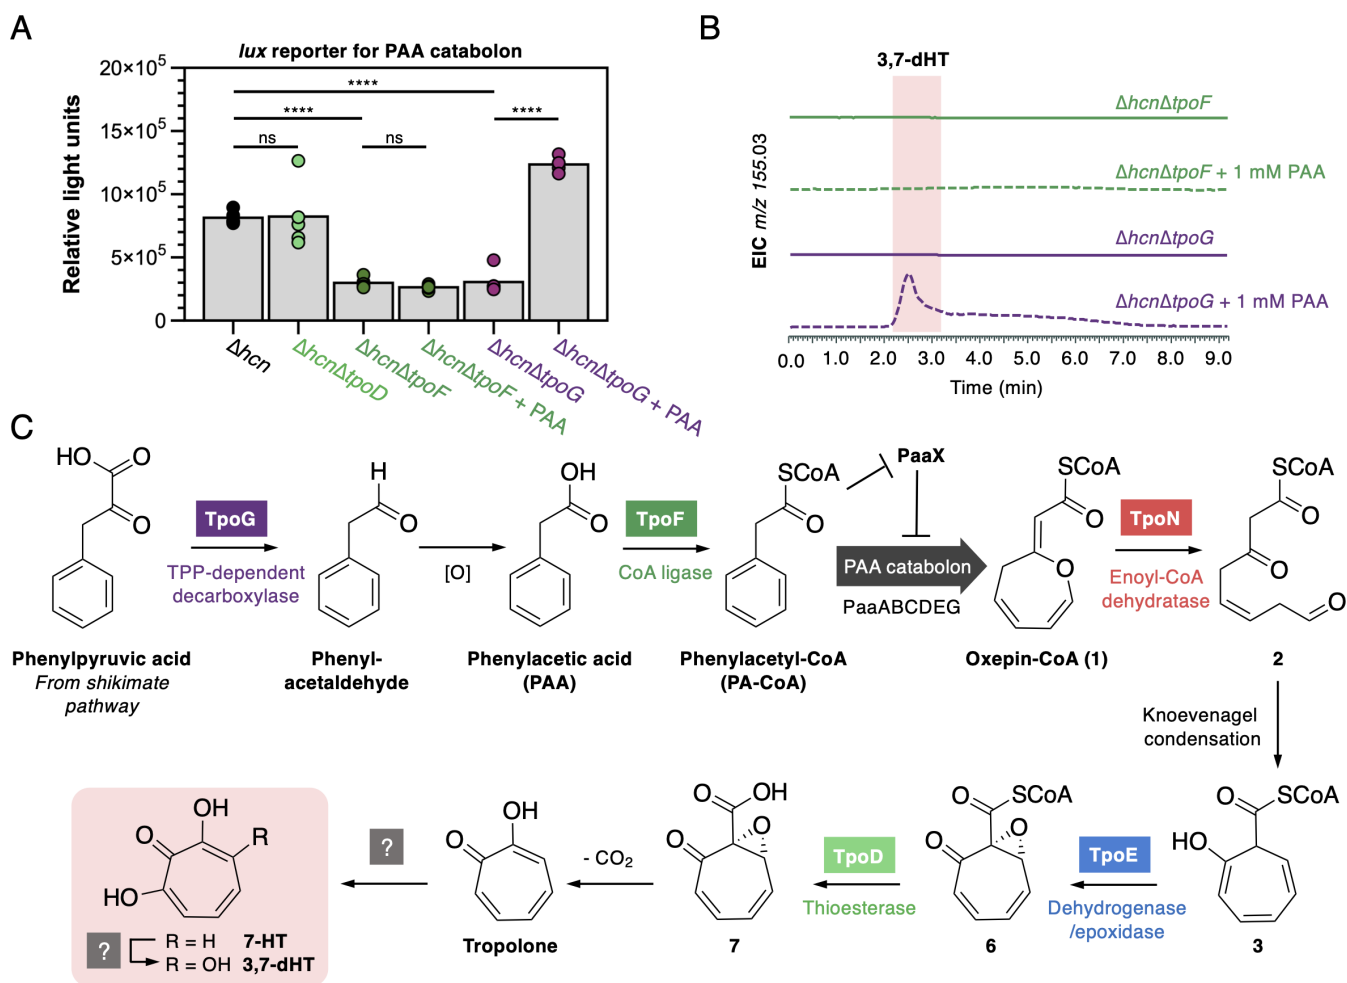 A
lux reporter for PAA catabolon
Relative light units
20×10⁵
15×10⁵
10×10⁵
5×10⁵
0
****
****
****
ns
ns
Δhcn
ΔhcnΔtpoD
ΔhcnΔtpoF
ΔhcnΔtpoF + PAA
ΔhcnΔtpoG
ΔhcnΔtpoG + PAA
B
3,7-dHT
EIC m/z 155.03
ΔhcnΔtpoF
ΔhcnΔtpoF + 1 mM PAA
ΔhcnΔtpoG
ΔhcnΔtpoG + 1 mM PAA
0.0 1.0 2.0 3.0 4.0 5.0 6.0 7.0 8.0 9.0
Time (min)
C
HO
O
O
Phenylpyruvic acid
From shikimate
pathway
TpoG
TPP-dependent
decarboxylase
H
O
Phenyl-
acetaldehyde
[O]
OH
O
Phenylacetic acid
(PAA)
TpoF
CoA ligase
SCoA
O
Phenylacetyl-CoA
(PA-CoA)
PaaX
PAA catabolon
PaaABCDEG
SCoA
O
O
Oxepin-CoA (1)
TpoN
Enoyl-CoA
dehydratase
SCoA
O
O
O
2
Knoevenagel
condensation
O
SCoA
HO
3
TpoE
Dehydrogenase
/epoxidase
O
SCoA
O
O
6
TpoD
Thioesterase
O
OH
O
O
7
- CO₂
OH
O
Tropolone
?
OH
O
R
HO
?
R = H 7-HT
R = OH 3,7-dHT